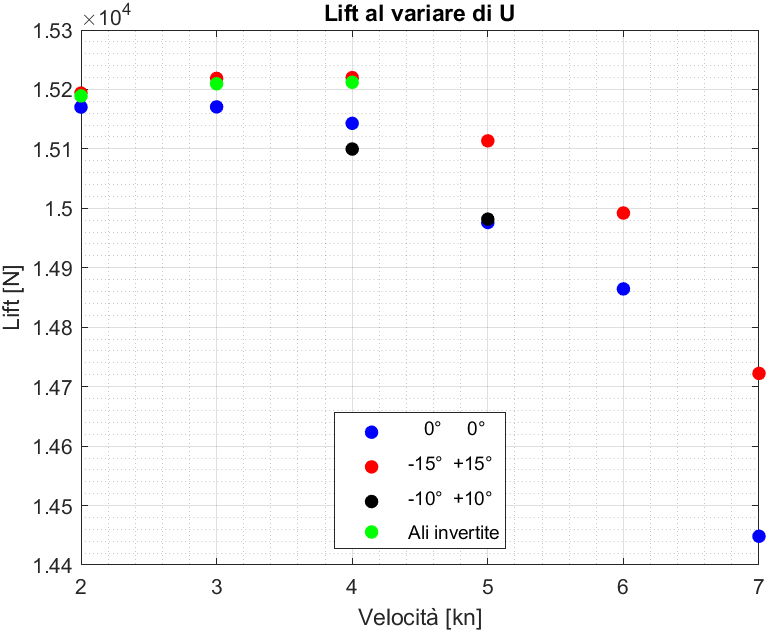 Lift al variare di U
×10⁴
1.53
1.52
1.51
1.5
1.49
1.48
1.47
1.46
1.45
1.44
Lift [N]
0° 0°
-15° +15°
-10° +10°
Ali invertite
2 3 4 5 6 7
Velocità [kn]